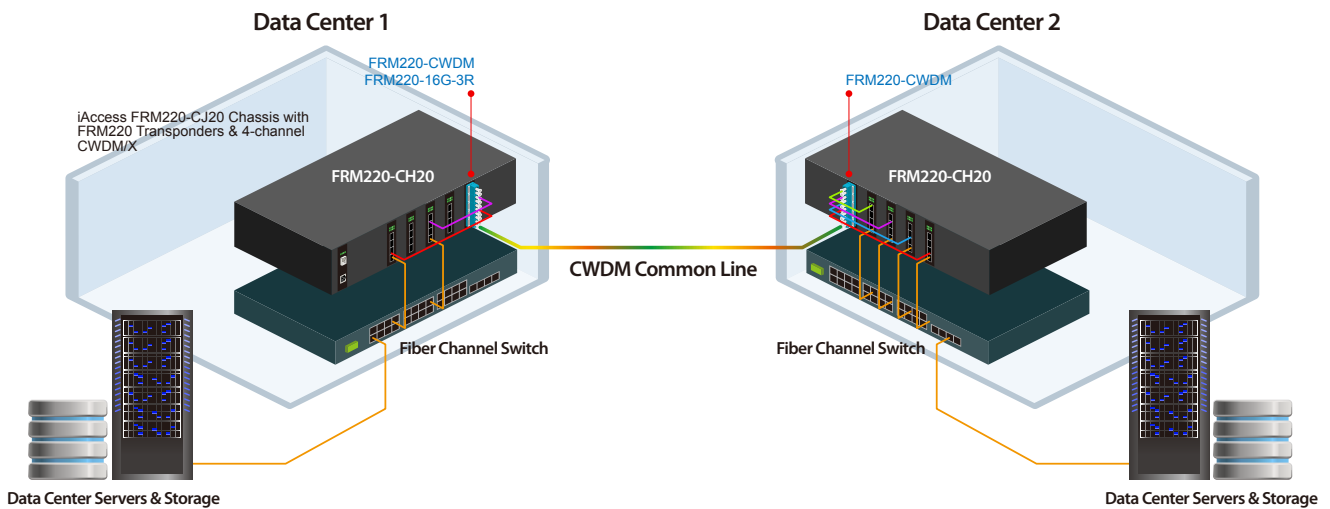 Data Center 1
Data Center 2
FRM220-CWDM
FRM220-16G-3R
FRM220-CWDM
iAccess FRM220-CJ20 Chassis with
FRM220 Transponders & 4-channel
CWDM/X
FRM220-CH20
FRM220-CH20
CWDM Common Line
Fiber Channel Switch
Fiber Channel Switch
Data Center Servers & Storage
Data Center Servers & Storage